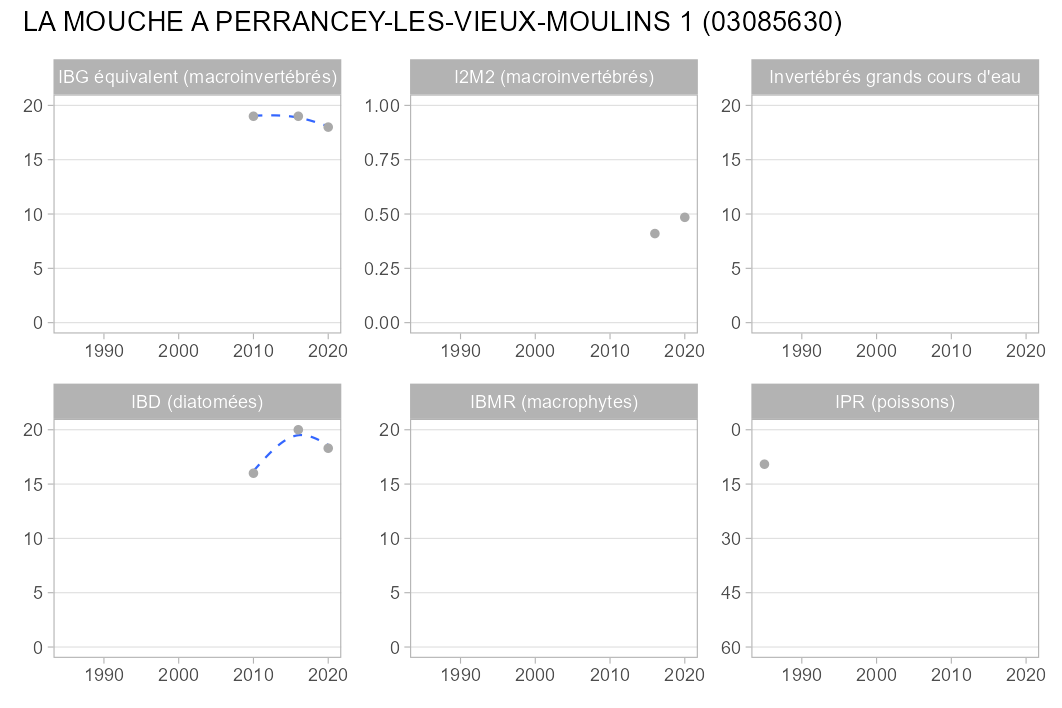 LA MOUCHE A PERRANCEY-LES-VIEUX-MOULINS 1 (03085630)
IBG équivalent (macroinvertébrés)
20
15
10
5
0
1990 2000 2010 2020
I2M2 (macroinvertébrés)
1.00
0.75
0.50
0.25
0.00
1990 2000 2010 2020
Invertébrés grands cours d'eau
20
15
10
5
0
1990 2000 2010 2020
IBD (diatomées)
20
15
10
5
0
1990 2000 2010 2020
IBMR (macrophytes)
20
15
10
5
0
1990 2000 2010 2020
IPR (poissons)
0
15
30
45
60
1990 2000 2010 2020